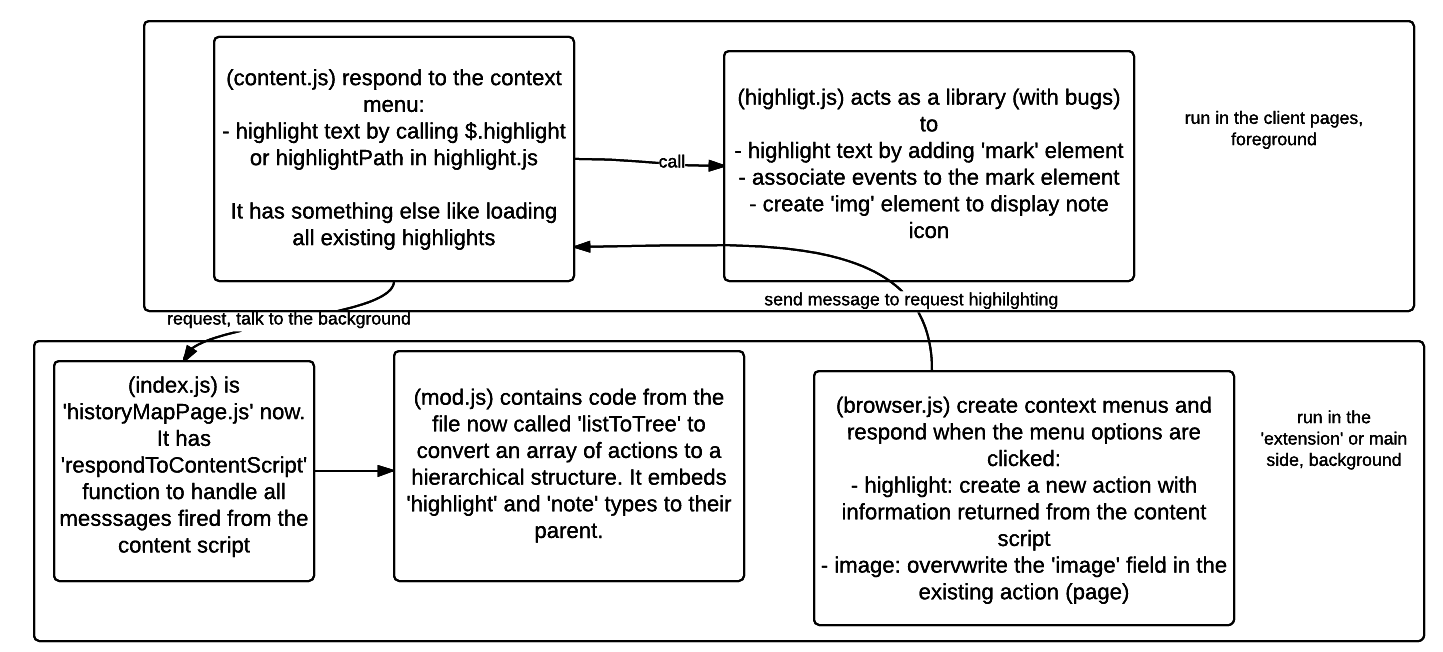 (content.js) respond to the context
menu:
- highlight text by calling $.highlight
or highlightPath in highlight.js
It has something else like loading
all existing highlights
call
(highligt.js) acts as a library (with bugs)
to
- highlight text by adding 'mark' element
- associate events to the mark element
- create 'img' element to display note
icon
run in the client pages,
foreground
send message to request highilghting
request, talk to the background
(index.js) is
'historyMapPage.js' now.
It has
'respondToContentScript'
function to handle all
messsages fired from the
content script
(mod.js) contains code from the
file now called 'listToTree' to
convert an array of actions to a
hierarchical structure. It embeds
'highlight' and 'note' types to their
parent.
(browser.js) create context menus and
respond when the menu options are
clicked:
- highlight: create a new action with
information returned from the content
script
- image: overvwrite the 'image' field in the
existing action (page)
run in the
'extension' or main
side, background